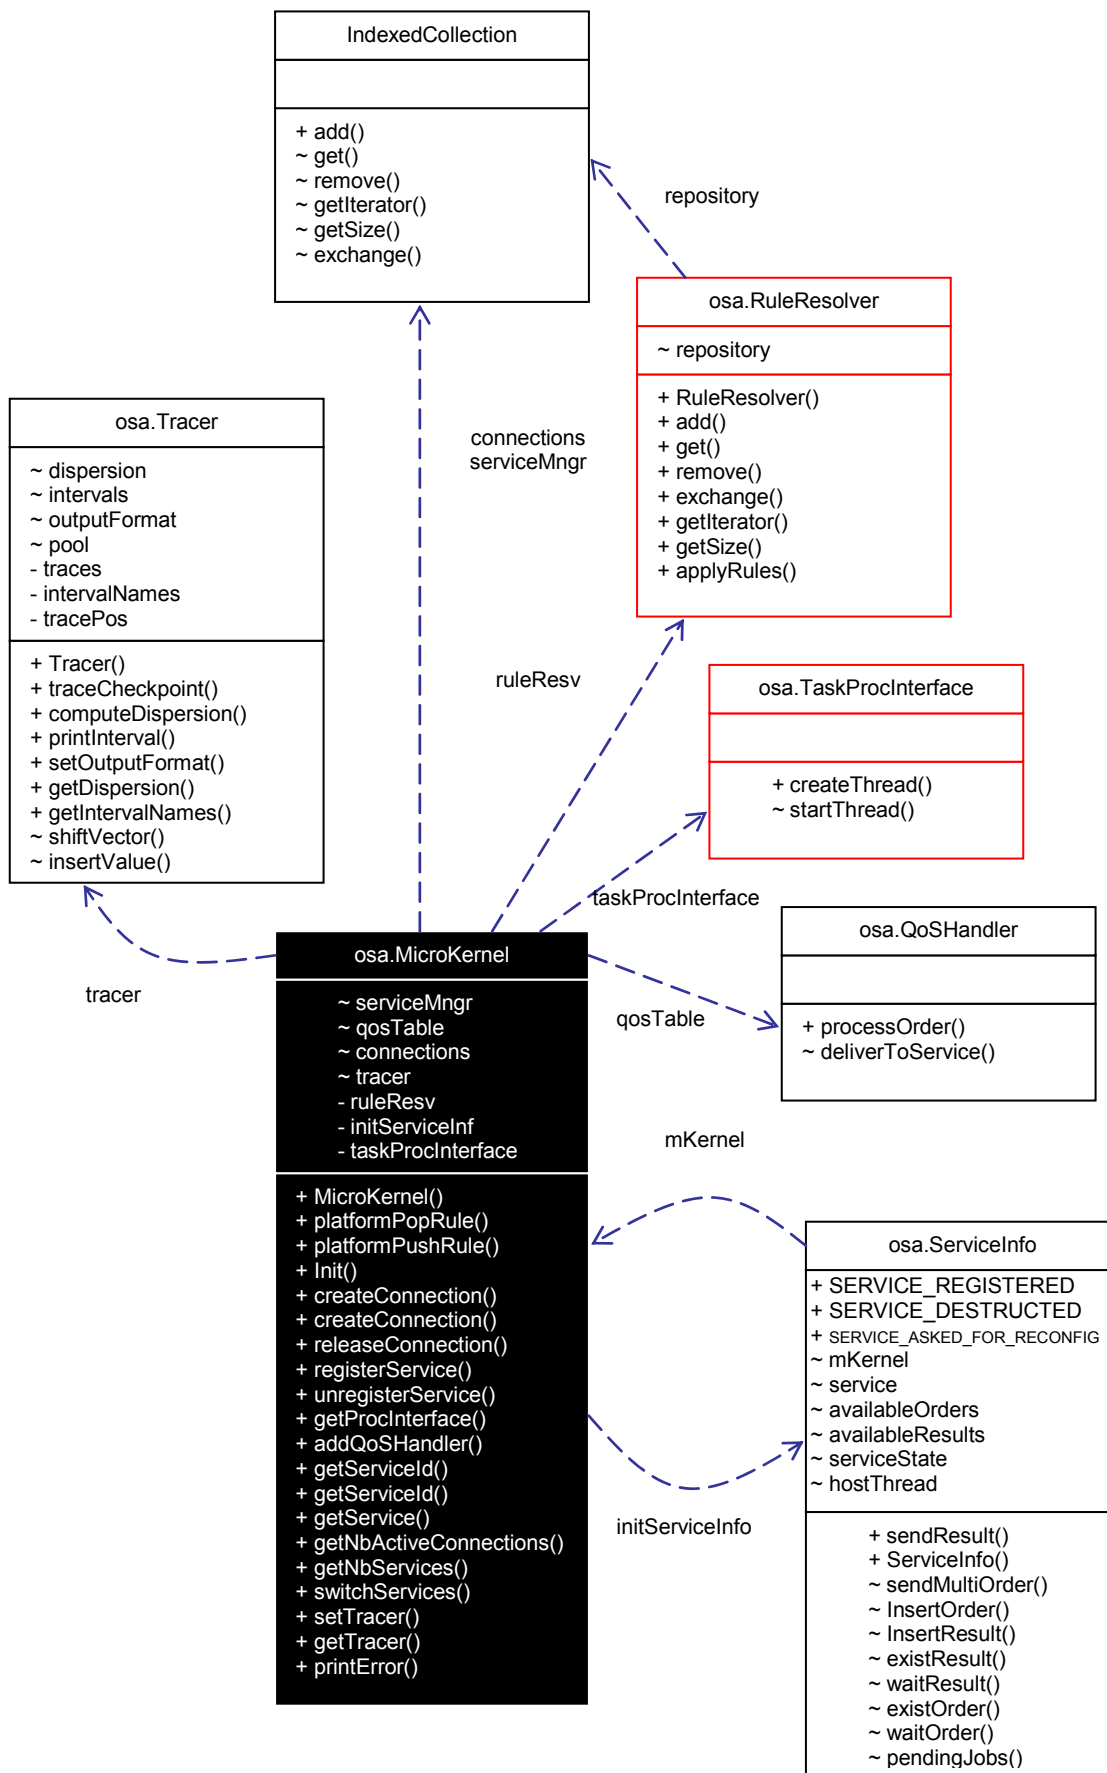 IndexedCollection
+ add()
~ get()
~ remove()
~ getIterator()
~ getSize()
~ exchange()
repository
osa.RuleResolver
~ repository
+ RuleResolver()
+ add()
+ get()
+ remove()
+ exchange()
+ getIterator()
+ getSize()
+ applyRules()
connections
serviceMngr
osa.Tracer
~ dispersion
~ intervals
~ outputFormat
~ pool
- traces
- intervalNames
- tracePos
+ Tracer()
+ traceCheckpoint()
+ computeDispersion()
+ printInterval()
+ setOutputFormat()
+ getDispersion()
+ getIntervalNames()
~ shiftVector()
~ insertValue()
ruleResv
osa.TaskProcInterface
+ createThread()
~ startThread()
taskProcInterface
tracer
osa.QoSHandler
+ processOrder()
~ deliverToService()
qosTable
osa.MicroKernel
~ serviceMngr
~ qosTable
~ connections
~ tracer
- ruleResv
- initServiceInf
- taskProcInterface
+ MicroKernel()
+ platformPopRule()
+ platformPushRule()
+ Init()
+ createConnection()
+ createConnection()
+ releaseConnection()
+ registerService()
+ unregisterService()
+ getProcInterface()
+ addQoSHandler()
+ getServiceId()
+ getServiceId()
+ getService()
+ getNbActiveConnections()
+ getNbServices()
+ switchServices()
+ setTracer()
+ getTracer()
+ printError()
mKernel
initServiceInfo
osa.ServiceInfo
+ SERVICE_REGISTERED
+ SERVICE_DESTRUCTED
+ SERVICE_ASKED_FOR_RECONFIG
~ mKernel
~ service
~ availableOrders
~ availableResults
~ serviceState
~ hostThread
+ sendResult()
+ ServiceInfo()
~ sendMultiOrder()
~ InsertOrder()
~ InsertResult()
~ existResult()
~ waitResult()
~ existOrder()
~ waitOrder()
~ pendingJobs()